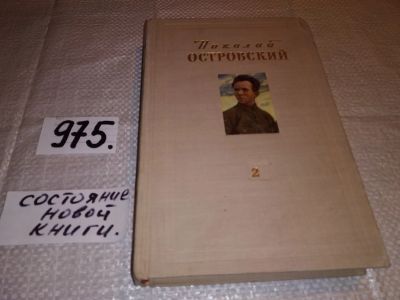 Николай
ОСТРОВСКИЙ
2
975.
состояние
новой
книги.